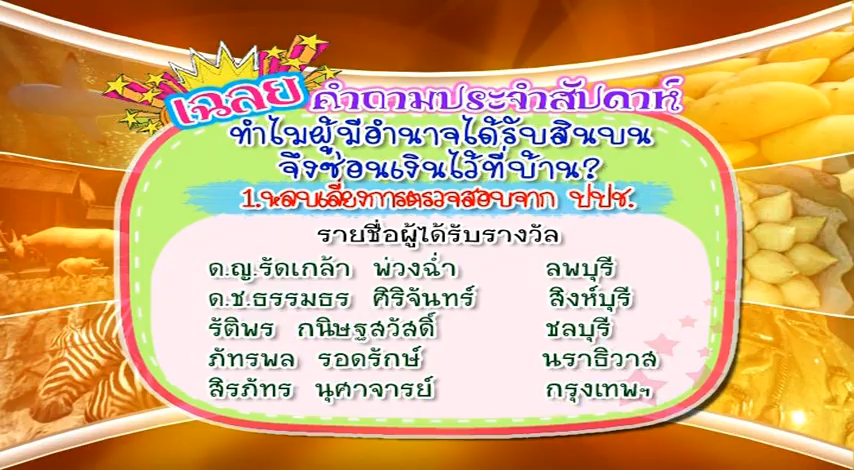 เฉลย คำถามประจำสัปดาห์
ทำไมผู้มีอำนาจได้รับสินบน
จึงซ่อนเงินไว้ที่บ้าน?
1.หลบเลี่ยงการตรวจสอบจาก ปปช.
รายชื่อผู้ได้รับรางวัล
ด.ญ.รัดเกล้า พ่วงฉ่ำ ลพบุรี
ด.ช.ธรรมธร ศิริจันทร์ สิงห์บุรี
รัติพร กนิษฐสวัสดิ์ ชลบุรี
ภัทรพล รอดรักษ์ นราธิวาส
สิรภัทร นุศาจารย์ กรุงเทพฯ